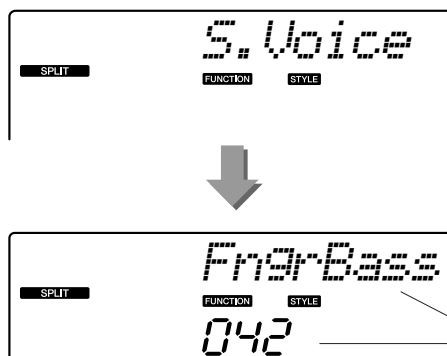 S.Voice
SPLIT
FUNCTION STYLE
FngrBass
SPLIT
FUNCTION STYLE
042